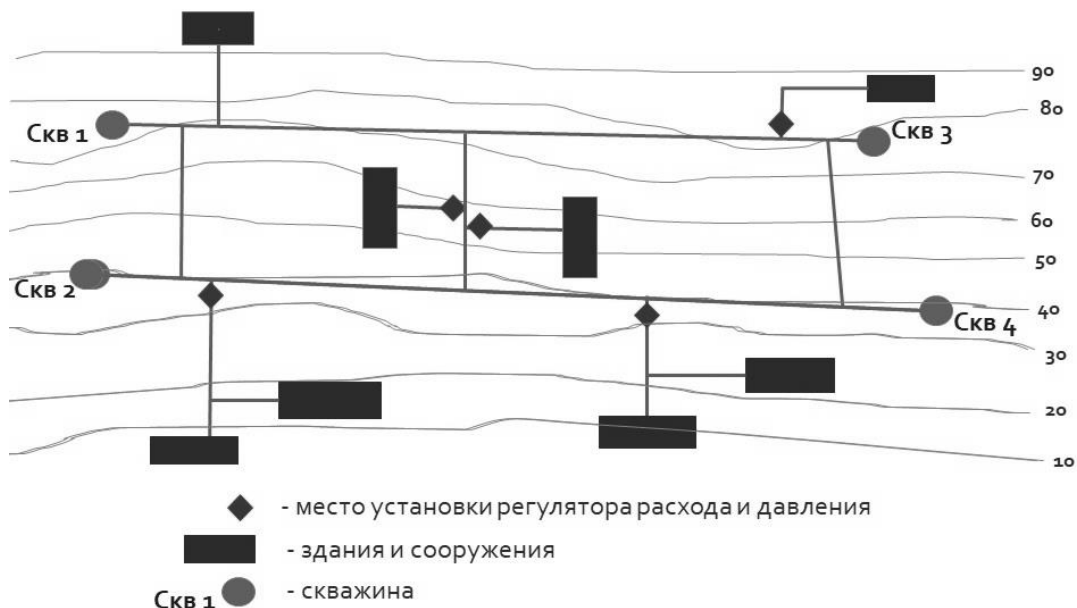 90
80
Скв 1
Скв 3
70
60
50
Скв 2
40
Скв 4
30
20
10
- место установки регулятора расхода и давления
- здания и сооружения
Скв 1 - скважина